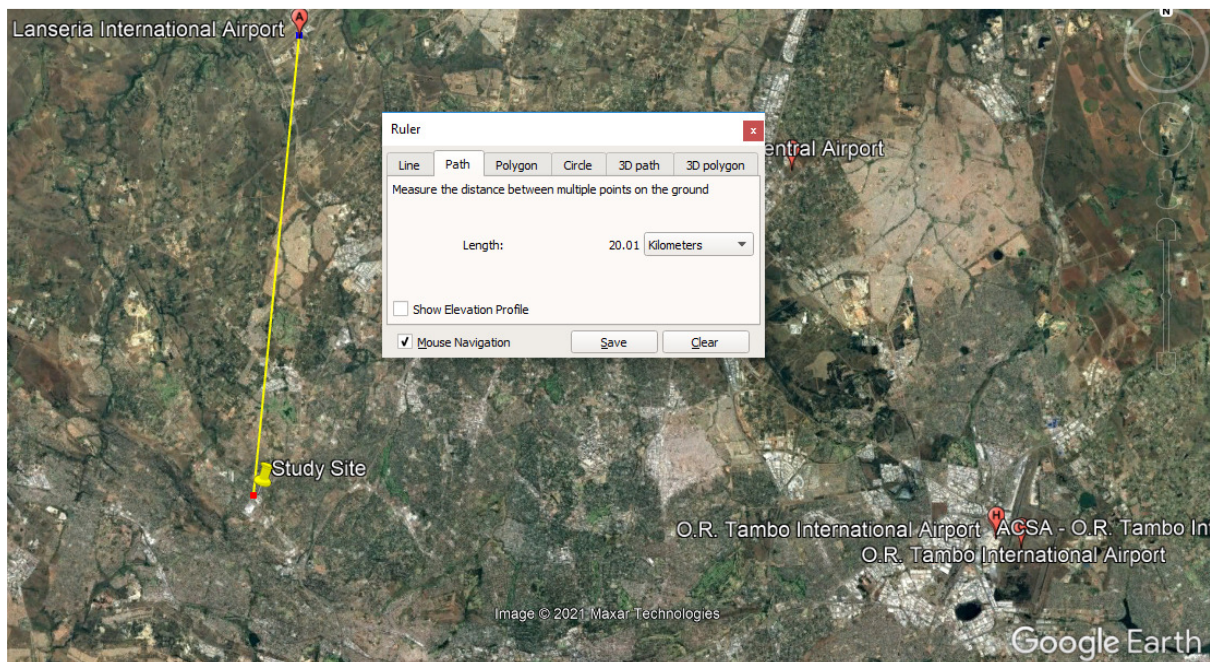 N
Lanseria International Airport
A
Ruler
x
Line Path Polygon Circle 3D path 3D polygon
Measure the distance between multiple points on the ground
Length: 20.01 Kilometers
Show Elevation Profile
Mouse Navigation Save Clear
entral Airport
Study Site
H
O.R. Tambo International Airport ACSA - O.R. Tambo In
O.R. Tambo International Airport
Image © 2021 Maxar Technologies
Google Earth